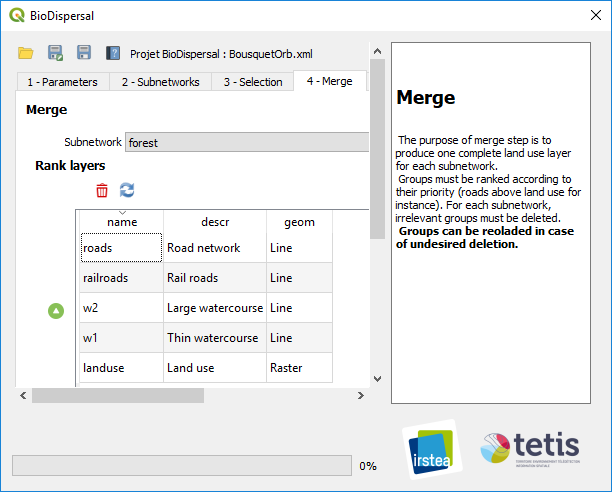 BioDispersal
Projet BioDispersal : BousquetOrb.xml
1 - Parameters 2 - Subnetworks 3 - Selection 4 - Merge
Merge
Subnetwork forest
Rank layers
name descr geom
roads Road network Line
railroads Rail roads Line
w2 Large watercourse Line
w1 Thin watercourse Line
landuse Land use Raster
0%
Merge
The purpose of merge step is to
produce one complete land use layer
for each subnetwork.
Groups must be ranked according to
their priority (roads above land use for
instance). For each subnetwork,
irrelevant groups must be deleted.
Groups can be reoladed in case
of undesired deletion.
irstea
tetis